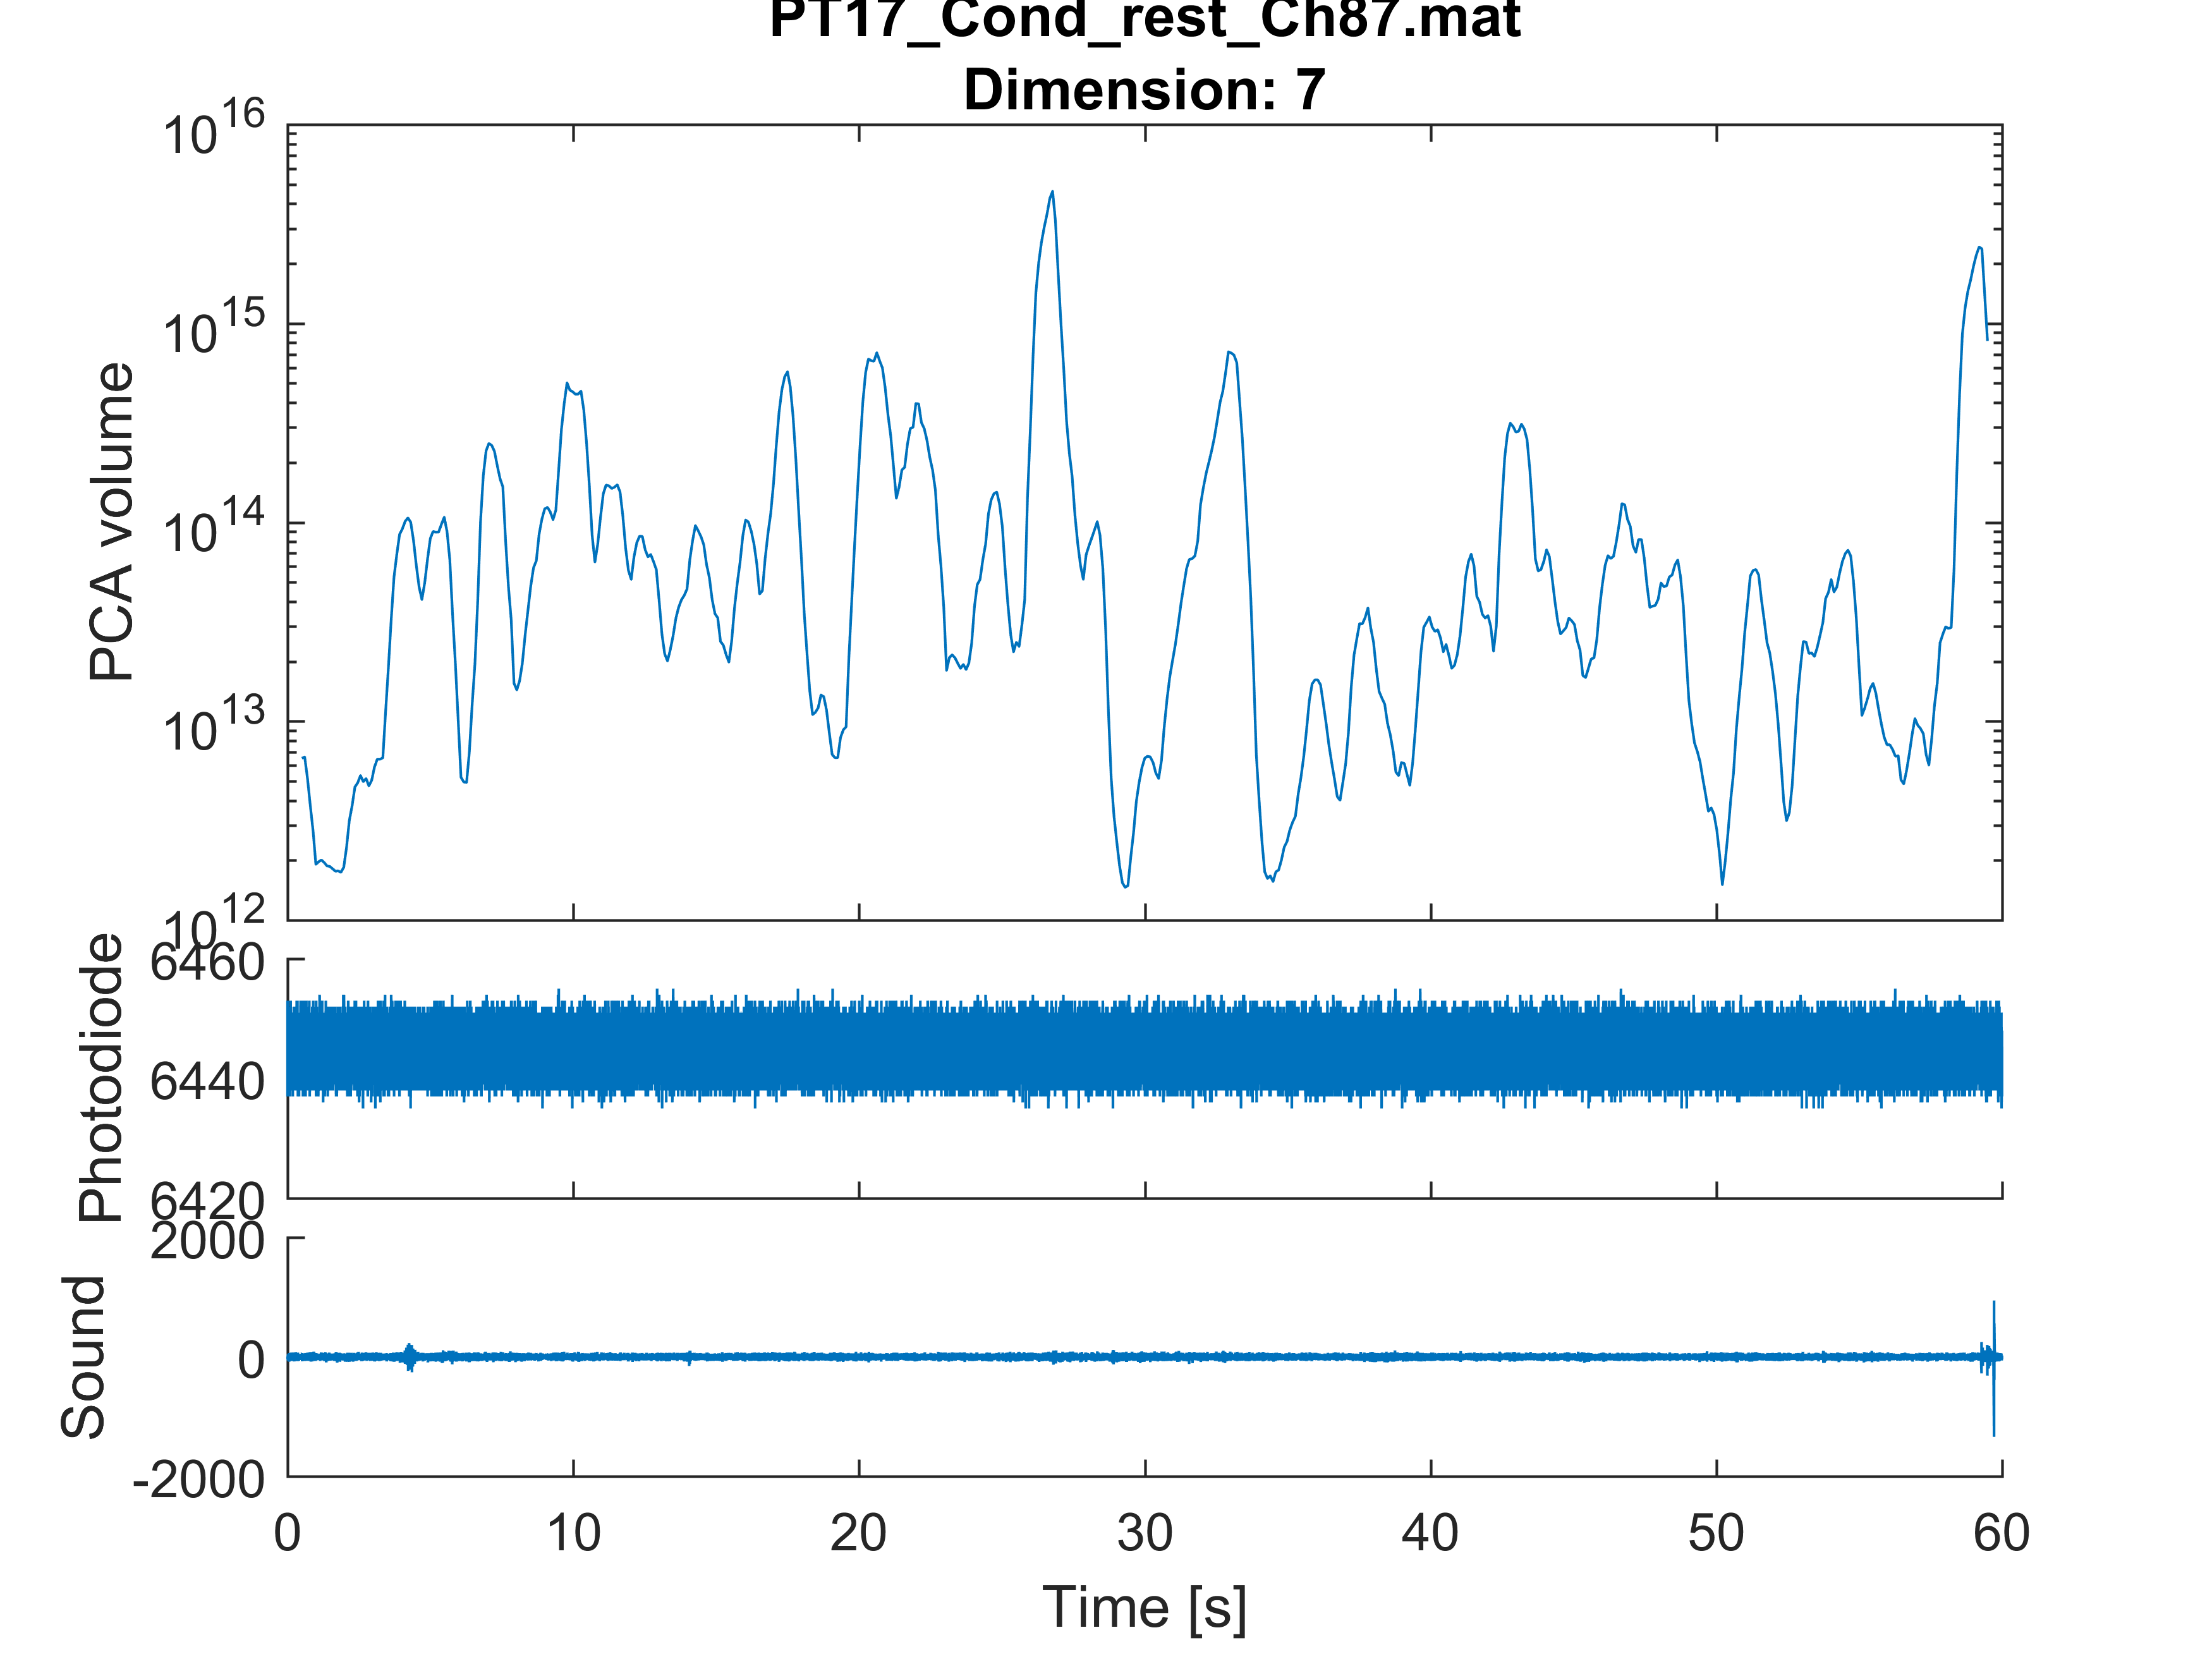 PT17_Cond_rest_Ch87.mat
Dimension: 7
10^16
10^15
10^14
10^13
10^12
PCA volume
6460
6440
6420
Photodiode
2000
0
-2000
Sound
0 10 20 30 40 50 60
Time [s]